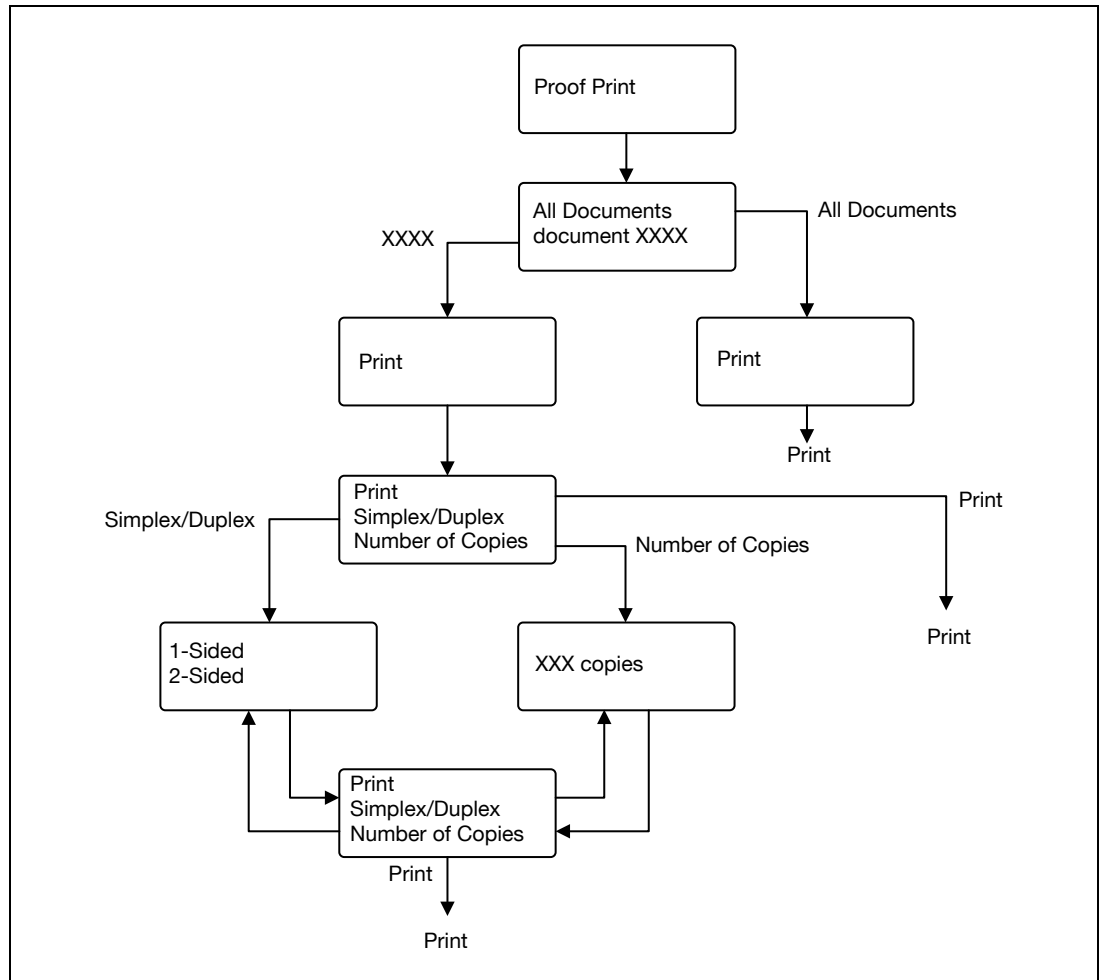 Proof Print
All Documents
document XXXX
All Documents
XXXX
Print
Print
Print
Print
Simplex/Duplex
Number of Copies
Print
Simplex/Duplex
Number of Copies
Print
1-Sided
2-Sided
XXX copies
Print
Simplex/Duplex
Number of Copies
Print
Print